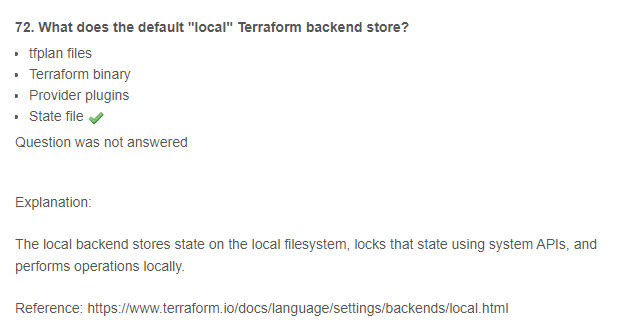 72. What does the default "local" Terraform backend store?
• tfplan files
• Terraform binary
• Provider plugins
• State file
Question was not answered
Explanation:
The local backend stores state on the local filesystem, locks that state using system APIs, and
performs operations locally.
Reference: https://www.terraform.io/docs/language/settings/backends/local.html